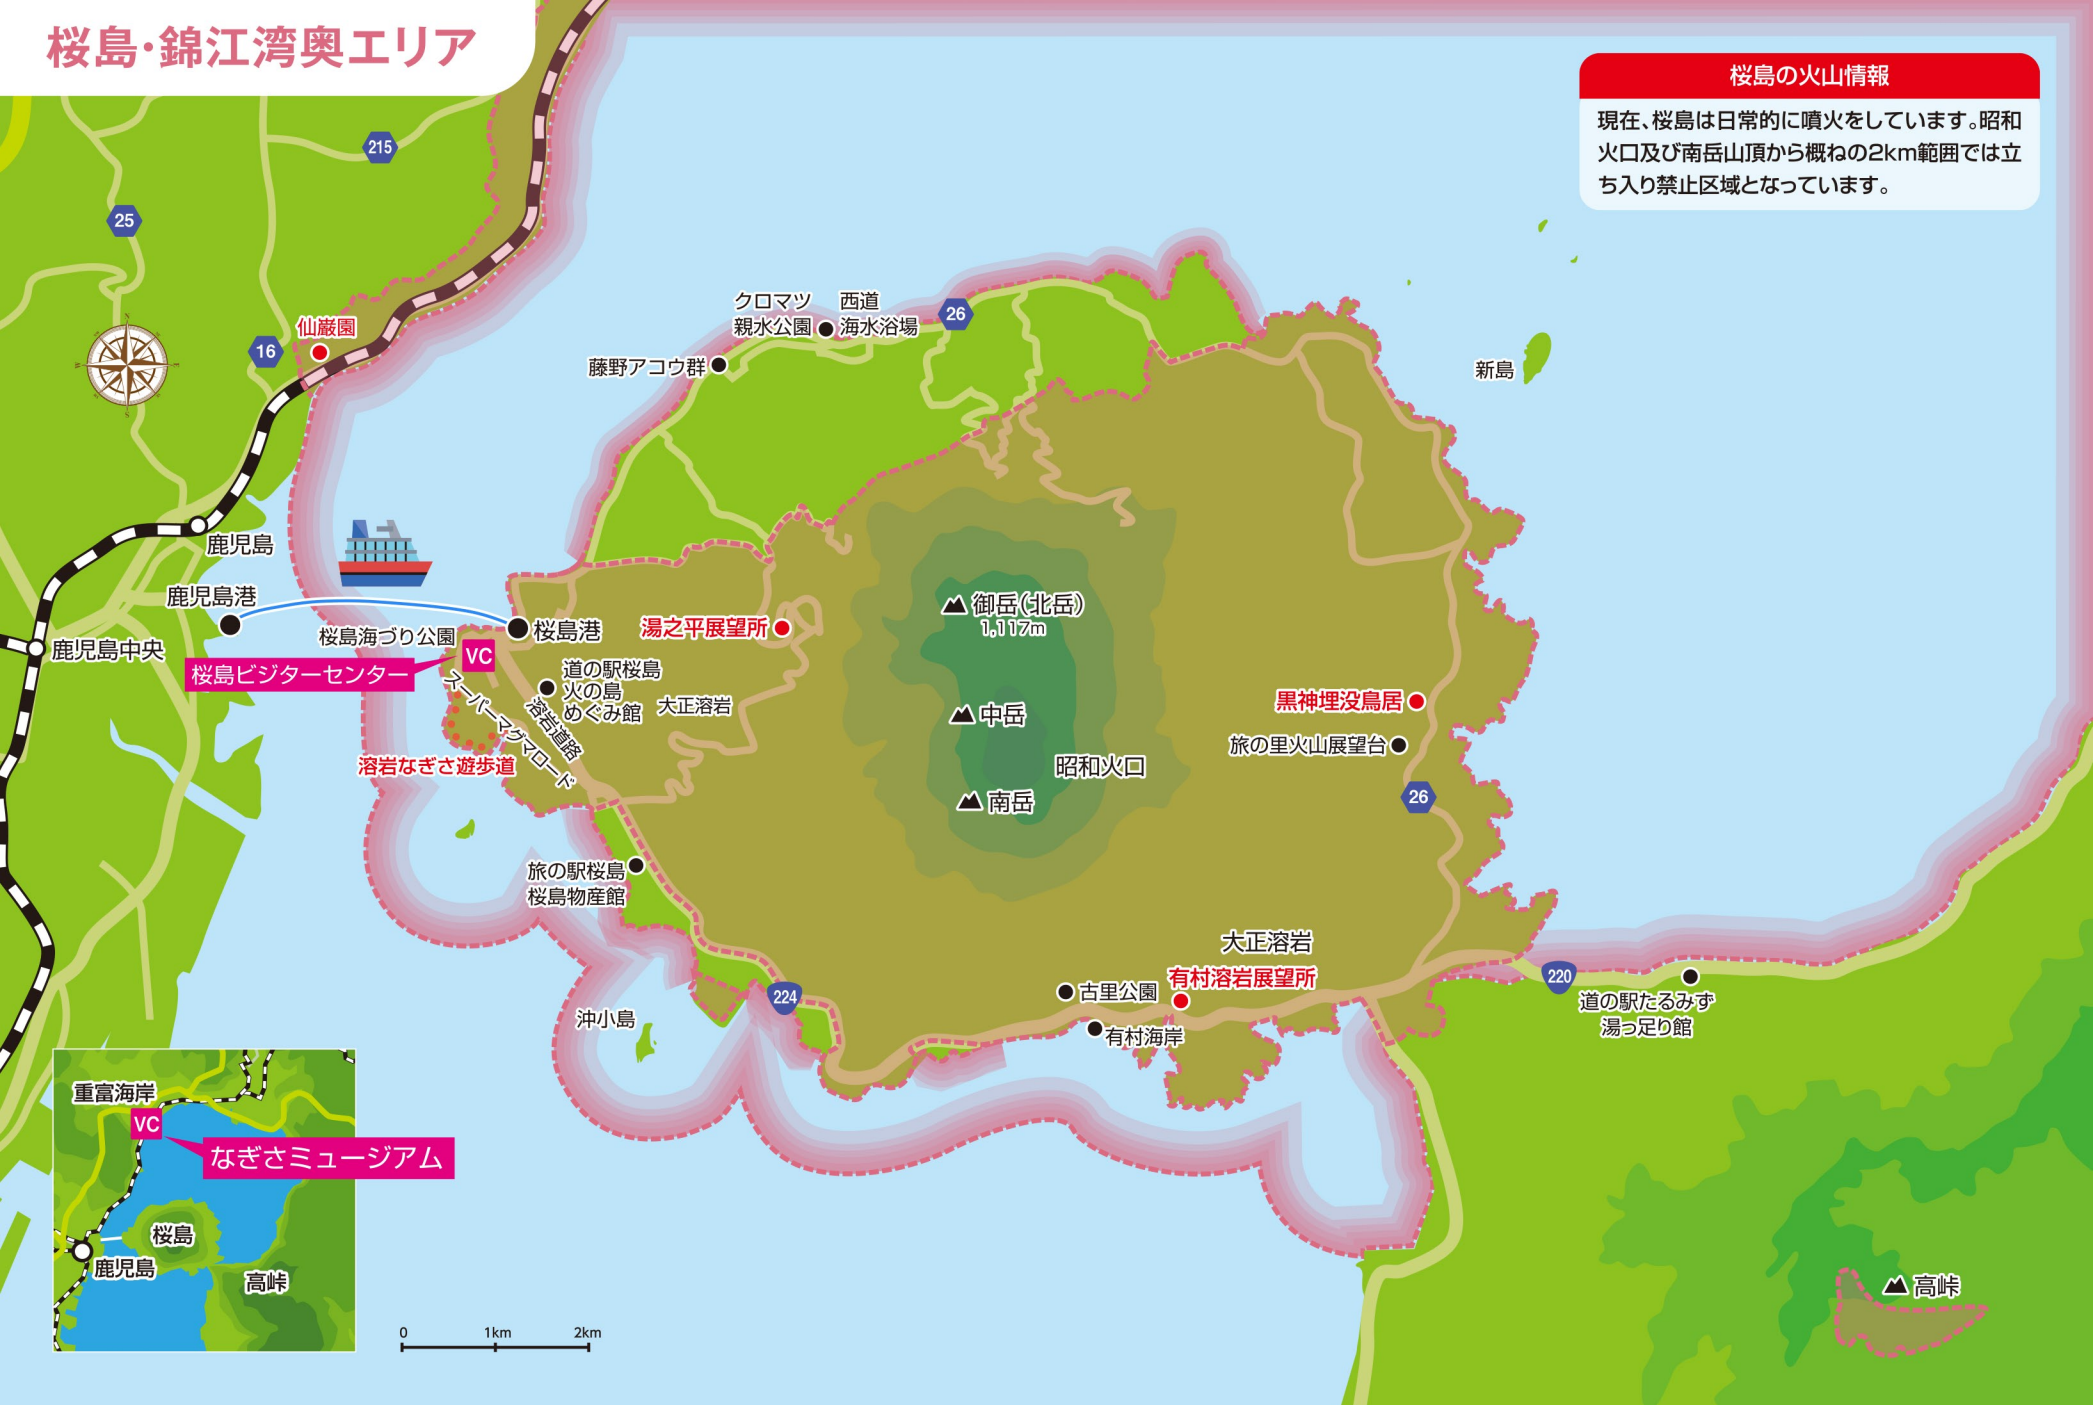 桜島・錦江湾奥エリア
桜島の火山情報
現在、桜島は日常的に噴火をしています。昭和
火口及び南岳山頂から概ねの2km範囲では立
ち入り禁止区域となっています。
215
25
16
仙巌園
クロマツ
親水公園
西道
海水浴場
26
藤野アコウ群
新島
鹿児島
鹿児島港
鹿児島中央
桜島海づり公園
桜島港
VC
桜島ビジターセンター
湯之平展望所
道の駅桜島
火の島
めぐみ館
大正溶岩
スーパーマグマロード
溶岩道路
溶岩なぎさ遊歩道
御岳(北岳)
1,117m
中岳
昭和火口
南岳
黒神埋没鳥居
旅の里火山展望台
26
旅の駅桜島
桜島物産館
大正溶岩
有村溶岩展望所
古里公園
有村海岸
224
220
道の駅たるみず
湯っ足り館
沖小島
重富海岸
VC
なぎさミュージアム
桜島
鹿児島
高峠
0 1km 2km
高峠